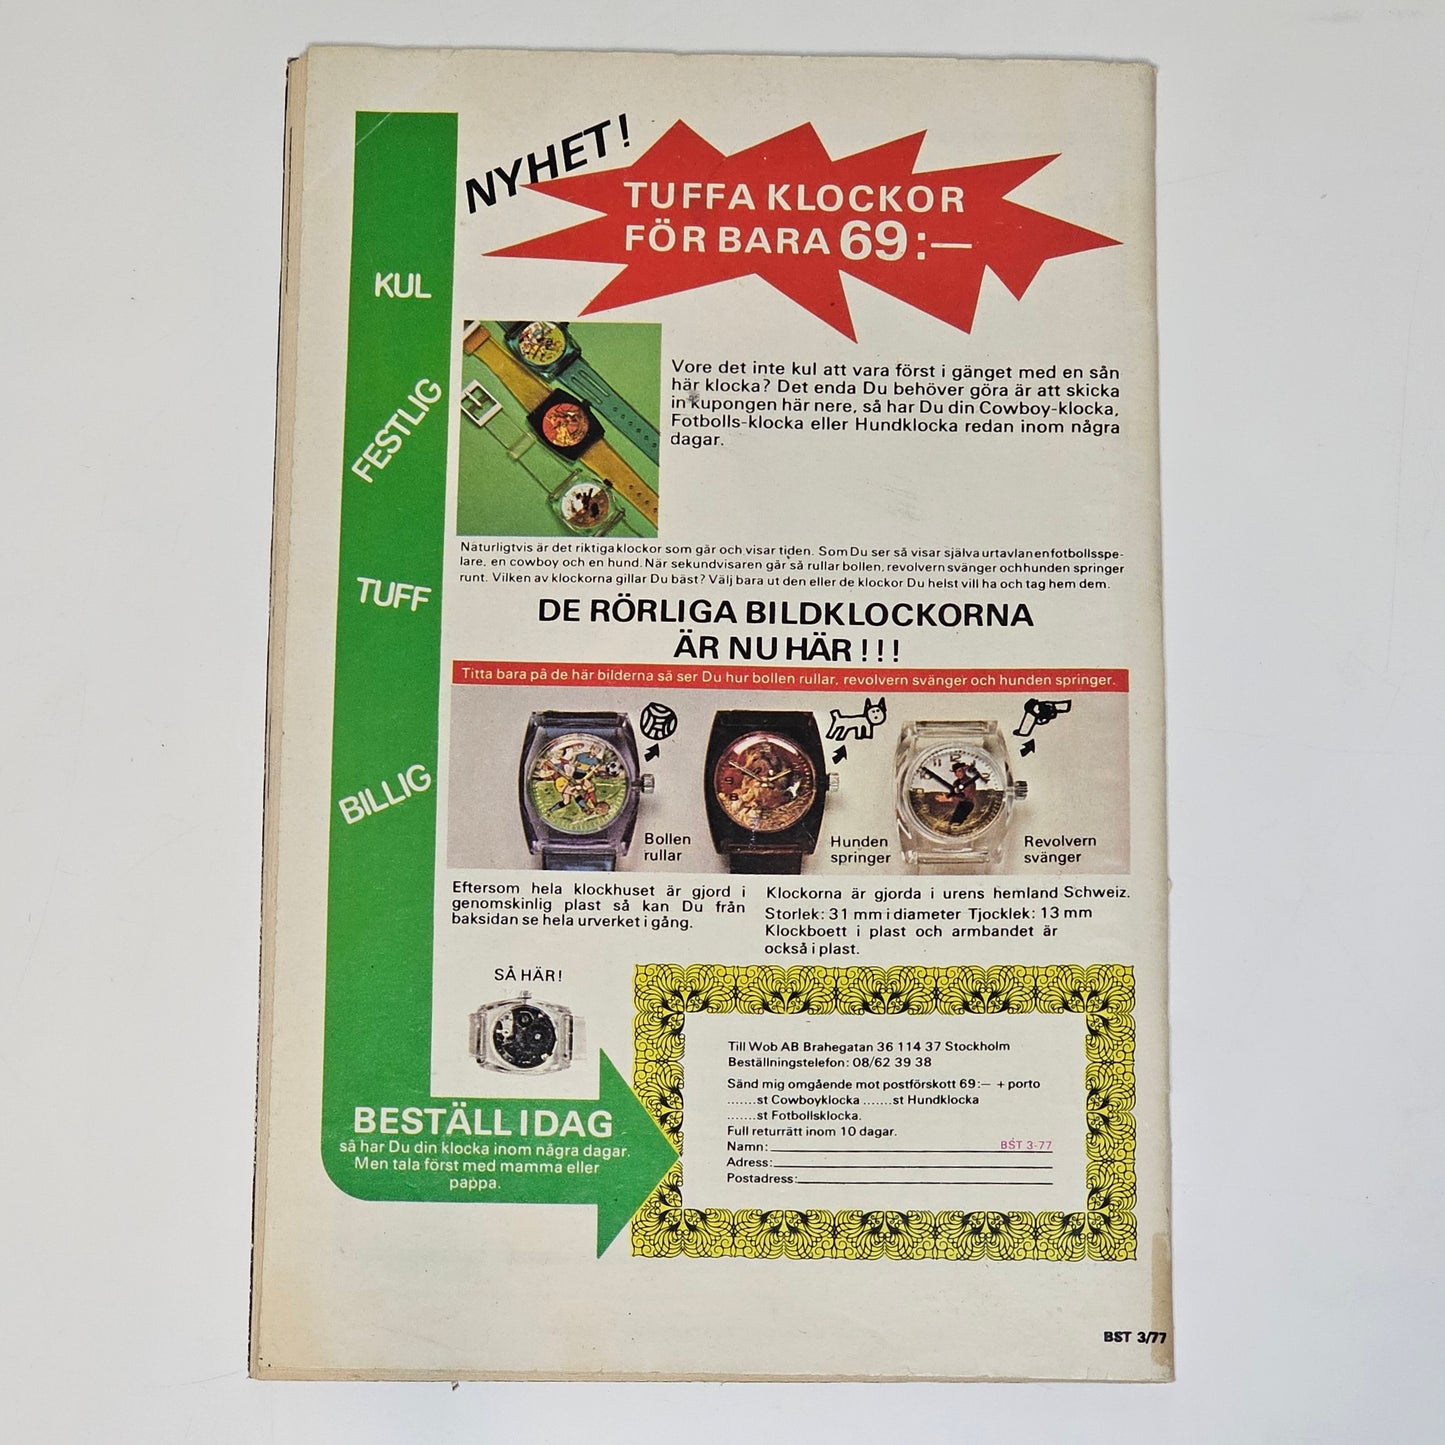 NYHET!
TUFFA KLOCKOR
FÖR BARA 69:—
KUL
FESTLIG
TUFF
BILLIG
Vore det inte kul att vara först i gänget med en sån
här klocka? Det enda Du behöver göra är att skicka
in kupongen här nere, så har Du din Cowboy-klocka,
Fotbolls-klocka eller Hundklocka redan inom några
dagar.
Naturligtvis är det riktiga klockor som går och visar tiden. Som Du ser så visar själva urtavlan en fotbollsspe-
lare, en cowboy och en hund. När sekundvisaren går så rullar bollen, revolvern svänger och hunden springer
runt. Vilken av klockorna gillar Du bäst? Välj bara ut den eller de klockor Du helst vill ha och tag hem dem.
DE RÖRLIGA BILDKLOCKORNA
ÄR NU HÄR!!!
Titta bara på de här bilderna så ser Du hur bollen rullar, revolvern svänger och hunden springer.
Bollen
rullar
Hunden
springer
Revolvern
svänger
Eftersom hela klockhuset är gjord i
genomskinlig plast så kan Du från
baksidan se hela urverket i gång.
Klockorna är gjorda i urens hemland Schweiz.
Storlek: 31 mm i diameter Tjocklek: 13 mm
Klockboett i plast och armbandet är
också i plast.
SÅ HÄR!
BESTÄLL IDAG
så har Du din klocka inom några dagar.
Men tala först med mamma eller
pappa.
Till Wob AB Brahegatan 36 114 37 Stockholm
Beställningstelefon: 08/62 39 38
Sänd mig omgående mot postförskott 69:— + porto
.......st Cowboyklocka .......st Hundklocka
.......st Fotbollsklocka.
Full returrätt inom 10 dagar.
Namn: BST 3-77
Adress:
Postadress:
BST 3/77